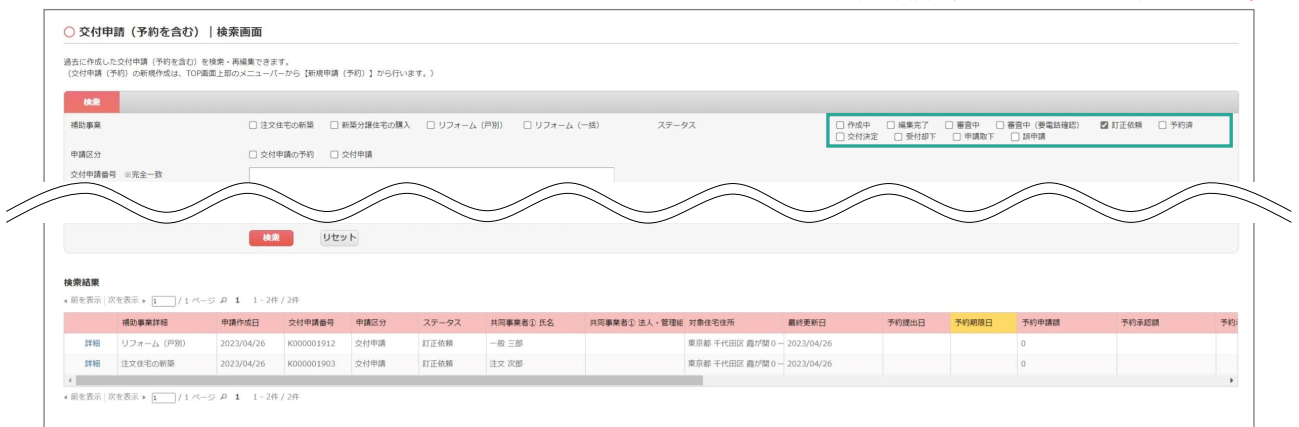 ○ 交付申請（予約を含む）｜検索画面
過去に作成した交付申請（予約を含む）を検索・再編集できます。
（交付申請（予約）の新規作成は、TOP画面上部のメニューバーから【新規申請（予約）】から行います。）
検索
補助事業 注文住宅の新築 新築分譲住宅の購入 リフォーム（戸別） リフォーム（一括） ステータス 作成中 編集完了 審査中 審査中（要電話確認） 訂正依頼 予約済
交付決定 受付却下 申請取下 誤申請
申請区分 交付申請の予約 交付申請
交付申請番号 ※完全一致
検索 リセット
検索結果
前を表示 | 次を表示 1 / 1 ページ 1 1 - 2件 / 2件
補助事業詳細 申請作成日 交付申請番号 申請区分 ステータス 共同事業者① 氏名 共同事業者① 法人・管理組 対象住宅住所 最終更新日 予約提出日 予約期限日 予約申請額 予約承認額 予約
詳細 リフォーム（戸別） 2023/04/26 K000001912 交付申請 訂正依頼 一般 三郎 東京都 千代田区 霞が関０ー 2023/04/26 0
詳細 注文住宅の新築 2023/04/26 K000001903 交付申請 訂正依頼 注文 次郎 東京都 千代田区 霞が関０ー 2023/04/26 0
前を表示 | 次を表示 1 / 1 ページ 1 1 - 2件 / 2件